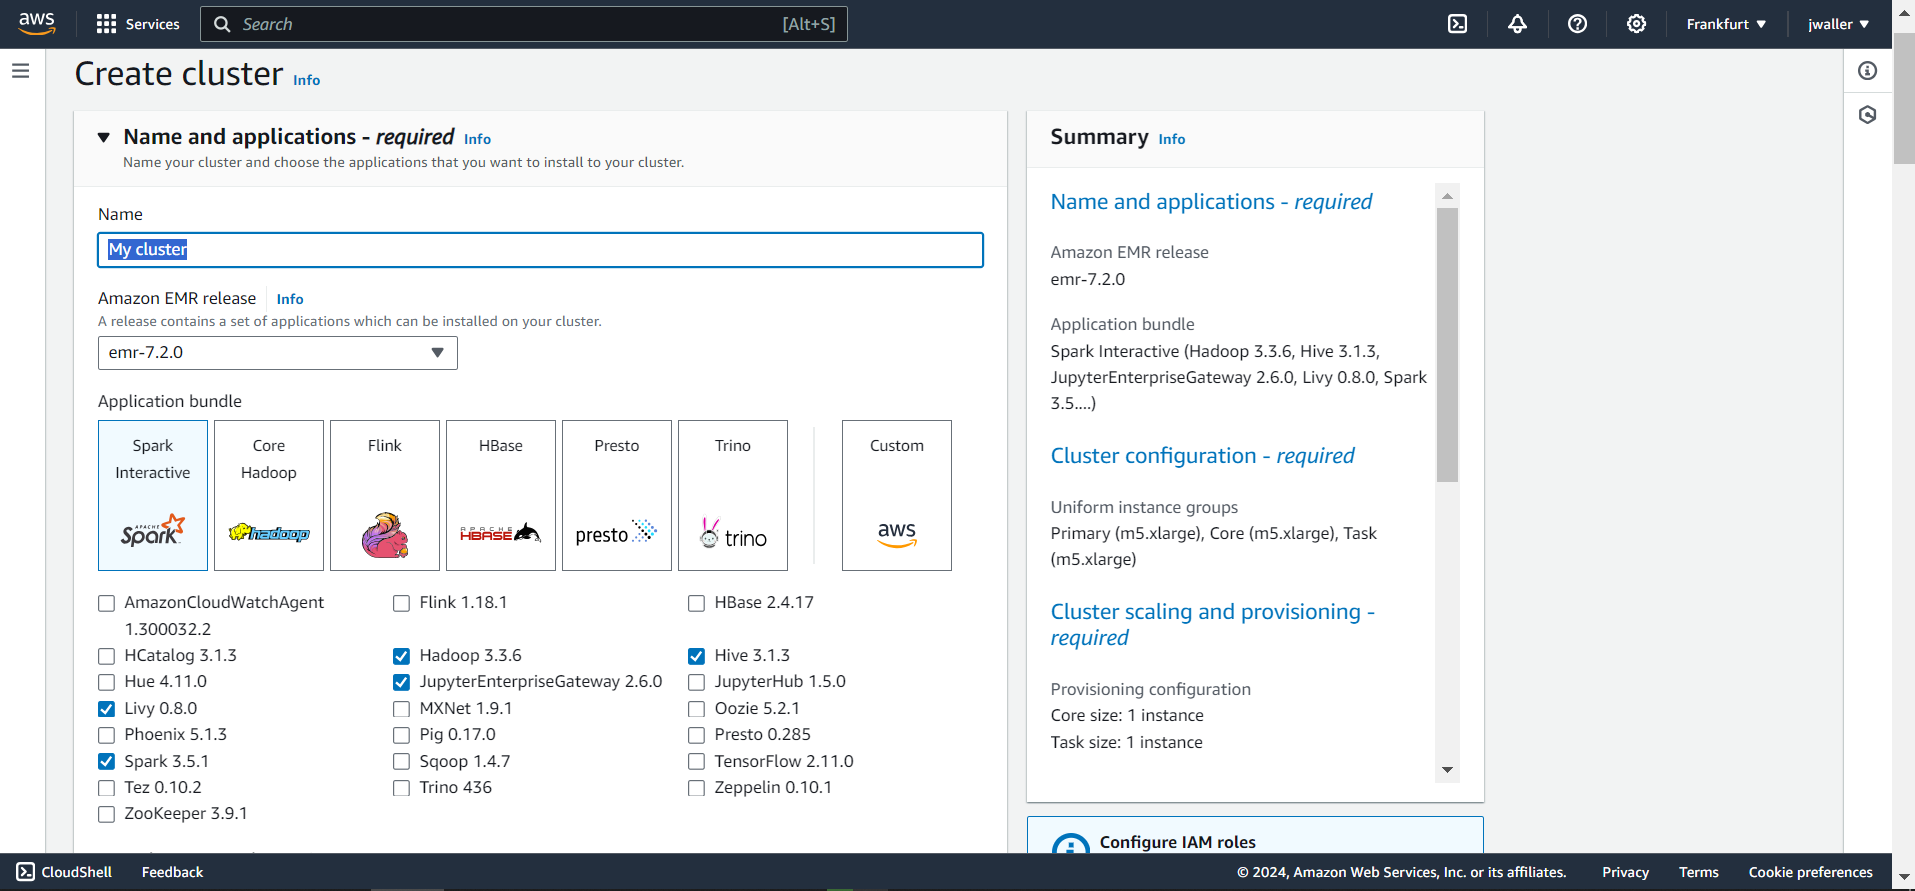 aws
Services
Search
[Alt+S]
Frankfurt
jwaller
Create cluster Info
Name and applications - required Info
Name your cluster and choose the applications that you want to install to your cluster.
Name
My cluster
Amazon EMR release
Info
A release contains a set of applications which can be installed on your cluster.
emr-7.2.0
Application bundle
Spark
Interactive
APACHE
Spark
Core
Hadoop
hadoop
Flink
HBase
APACHE
HBASE
Presto
presto
Trino
trino
Custom
aws
AmazonCloudWatchAgent
1.300032.2
Flink 1.18.1
HBase 2.4.17
HCatalog 3.1.3
Hadoop 3.3.6
Hive 3.1.3
Hue 4.11.0
JupyterEnterpriseGateway 2.6.0
JupyterHub 1.5.0
Livy 0.8.0
MXNet 1.9.1
Oozie 5.2.1
Phoenix 5.1.3
Pig 0.17.0
Presto 0.285
Spark 3.5.1
Sqoop 1.4.7
TensorFlow 2.11.0
Tez 0.10.2
Trino 436
Zeppelin 0.10.1
ZooKeeper 3.9.1
Summary Info
Name and applications - required
Amazon EMR release
emr-7.2.0
Application bundle
Spark Interactive (Hadoop 3.3.6, Hive 3.1.3,
JupyterEnterpriseGateway 2.6.0, Livy 0.8.0, Spark
3.5....)
Cluster configuration - required
Uniform instance groups
Primary (m5.xlarge), Core (m5.xlarge), Task
(m5.xlarge)
Cluster scaling and provisioning -
required
Provisioning configuration
Core size: 1 instance
Task size: 1 instance
Configure IAM roles
CloudShell
Feedback
© 2024, Amazon Web Services, Inc. or its affiliates.
Privacy
Terms
Cookie preferences